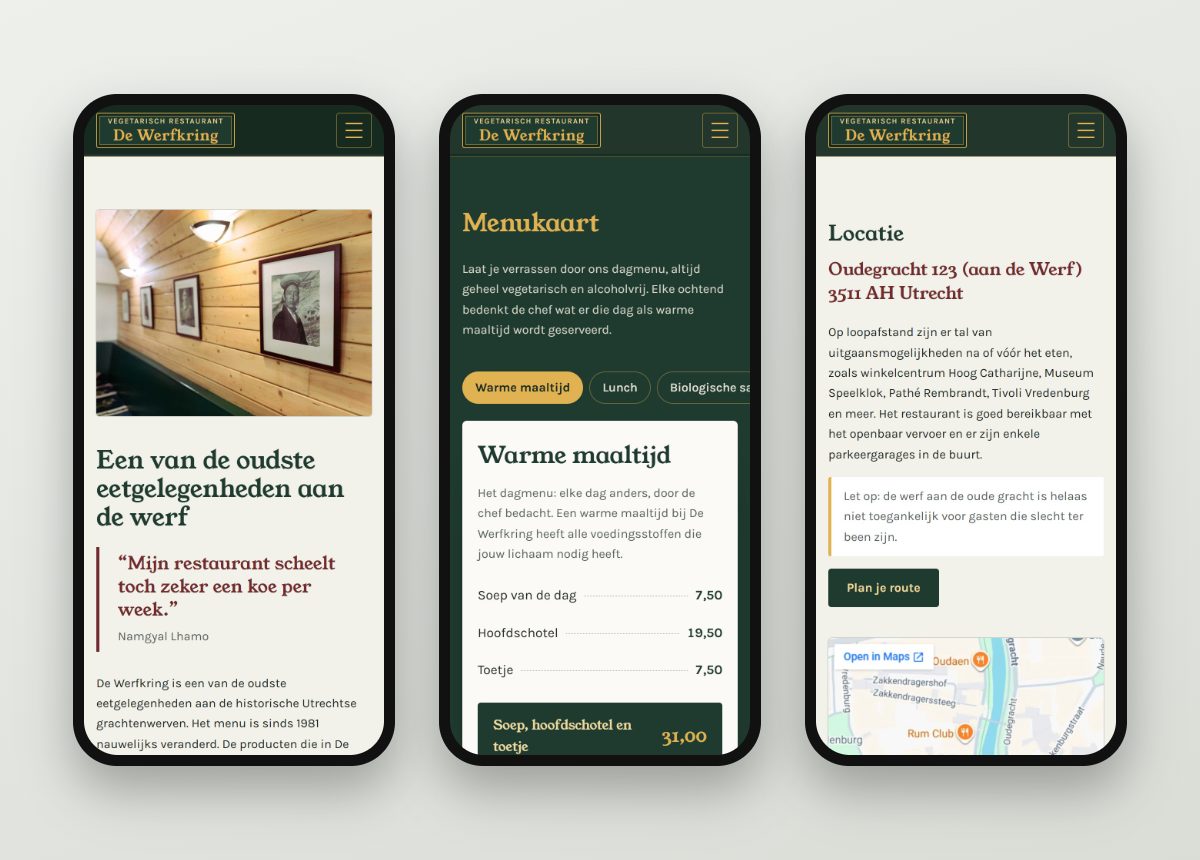 VEGETARISCH RESTAURANT
De Werfkring
Een van de oudste
eetgelegenheden aan
de werf
“Mijn restaurant scheelt
toch zeker een koe per
week.”
Namgyal Lhamo
De Werfkring is een van de oudste
eetgelegenheden aan de historische Utrechtse
grachtenwerven. Het menu is sinds 1981
nauwelijks veranderd. De producten die in De
VEGETARISCH RESTAURANT
De Werfkring
Menukaart
Laat je verrassen door ons dagmenu, altijd
geheel vegetarisch en alcoholvrij. Elke ochtend
bedenkt de chef wat er die dag als warme
maaltijd wordt geserveerd.
Warme maaltijd
Lunch
Biologische sa
Warme maaltijd
Het dagmenu: elke dag anders, door de
chef bedacht. Een warme maaltijd bij De
Werfkring heeft alle voedingsstoffen die
jouw lichaam nodig heeft.
Soep van de dag 7,50
Hoofdschotel 19,50
Toetje 7,50
Soep, hoofdschotel en
toetje
31,00
VEGETARISCH RESTAURANT
De Werfkring
Locatie
Oudegracht 123 (aan de Werf)
3511 AH Utrecht
Op loopafstand zijn er tal van
uitgaansmogelijkheden na of vóór het eten,
zoals winkelcentrum Hoog Catharijne, Museum
Speelklok, Pathé Rembrandt, Tivoli Vredenburg
en meer. Het restaurant is goed bereikbaar met
het openbaar vervoer en er zijn enkele
parkeergarages in de buurt.
Let op: de werf aan de oude gracht is helaas
niet toegankelijk voor gasten die slecht ter
been zijn.
Plan je route
Open in Maps
Oudaen
gracht
Zakkendragershof
Zakkendragerssteeg
redenburg
Oudegracht
Rum Club
enburg
kenburgstraat
Neude